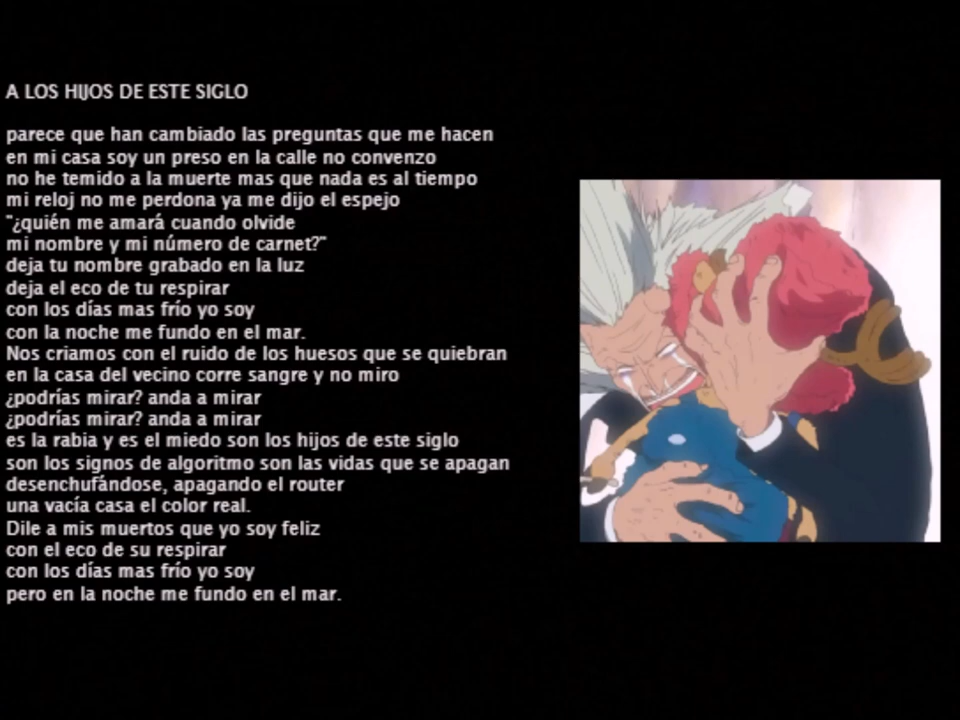 A LOS HIJOS DE ESTE SIGLO
parece que han cambiado las preguntas que me hacen
en mi casa soy un preso en la calle no convenzo
no he temido a la muerte mas que nada es al tiempo
mi reloj no me perdona ya me dijo el espejo
"¿quién me amará cuando olvide
mi nombre y mi número de carnet?"
deja tu nombre grabado en la luz
deja el eco de tu respirar
con los días mas frío yo soy
con la noche me fundo en el mar.
Nos criamos con el ruido de los huesos que se quiebran
en la casa del vecino corre sangre y no miro
¿podrías mirar? anda a mirar
¿podrías mirar? anda a mirar
es la rabia y es el miedo son los hijos de este siglo
son los signos de algoritmo son las vidas que se apagan
desenchufándose, apagando el router
una vacía casa el color real.
Dile a mis muertos que yo soy feliz
con el eco de su respirar
con los días mas frío yo soy
pero en la noche me fundo en el mar.